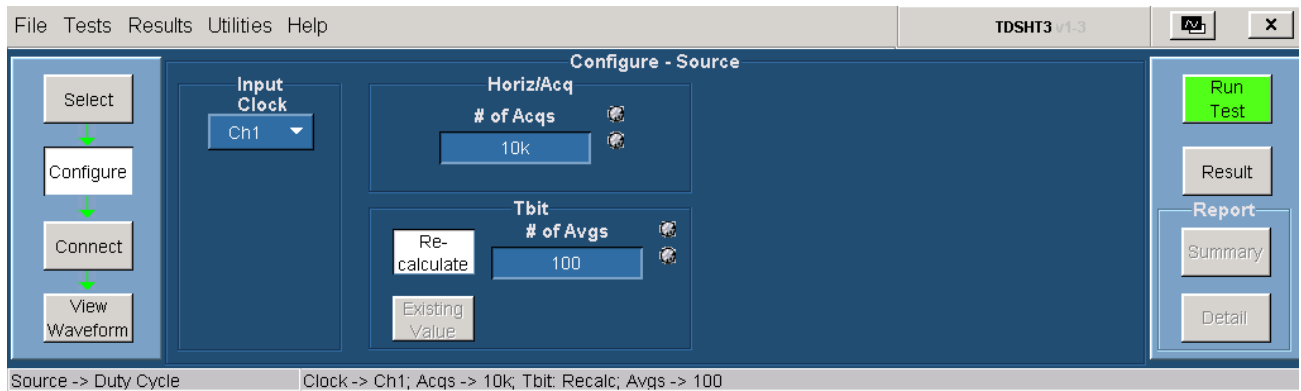 File Tests Results Utilities Help
TDSHT3 v1-3
x
Select
Configure
Connect
View
Waveform
Configure - Source
Input
Clock
Ch1
Horiz/Acq
# of Acqs
10k
Tbit
Re-
calculate
# of Avgs
100
Existing
Value
Run
Test
Result
Report
Summary
Detail
Source -> Duty Cycle
Clock -> Ch1; Acqs -> 10k; Tbit: Recalc; Avgs -> 100